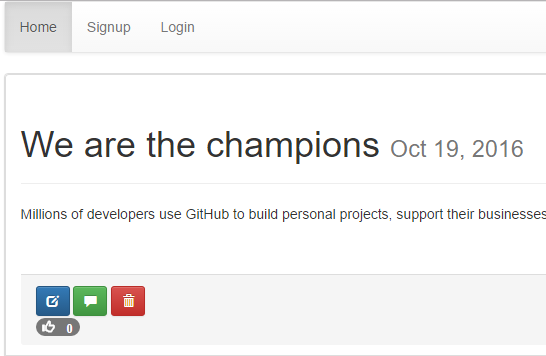 Home Signup Login
We are the champions Oct 19, 2016
Millions of developers use GitHub to build personal projects, support their businesses
0